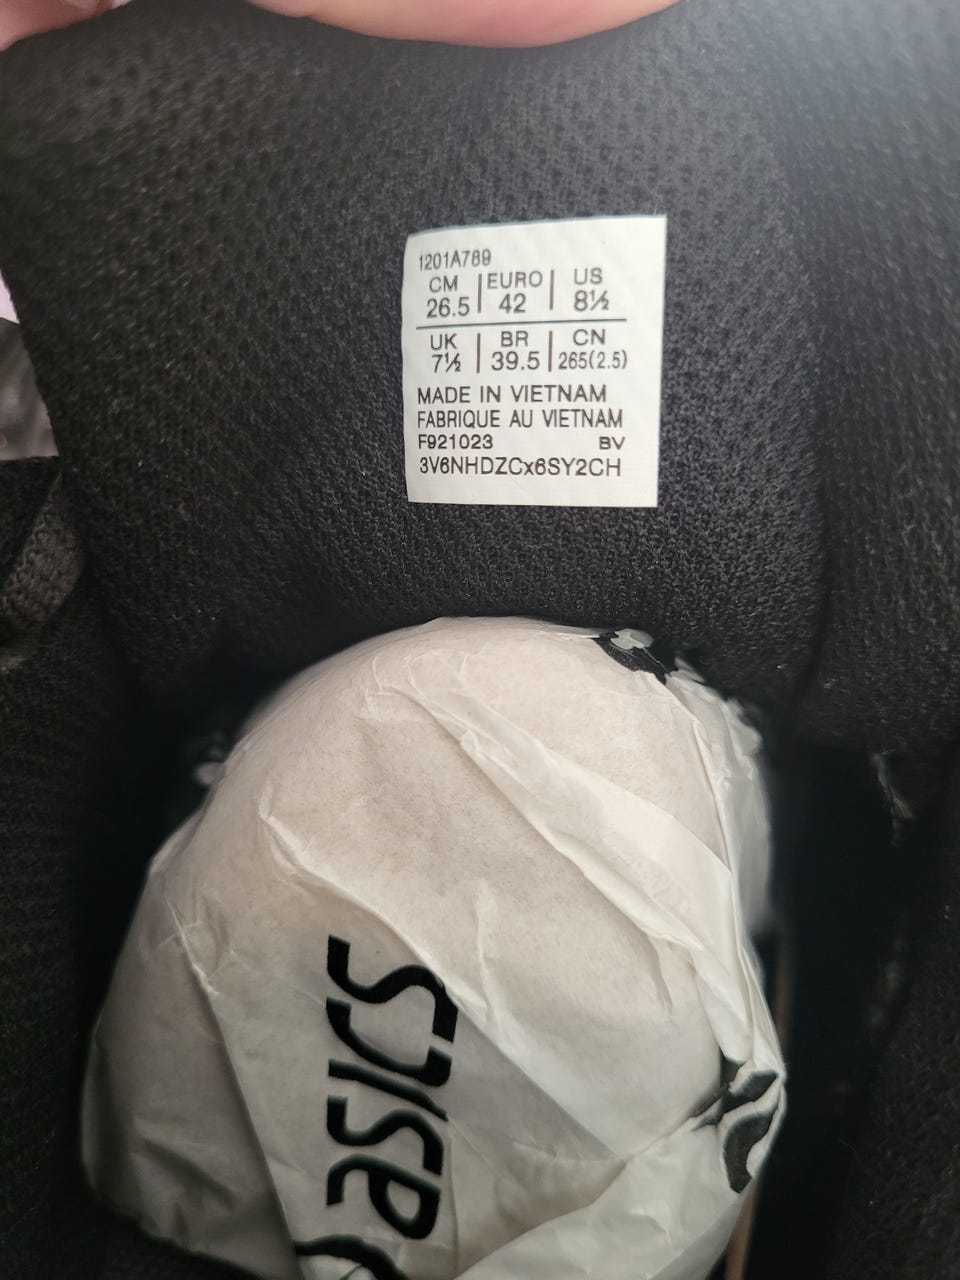 1201A789
CM | EURO | US
26.5 | 42 | 8½
UK | BR | CN
7½ | 39.5 | 265(2.5)
MADE IN VIETNAM
FABRIQUE AU VIETNAM
F921023 BV
3V6NHDZCx6SY2CH
asics